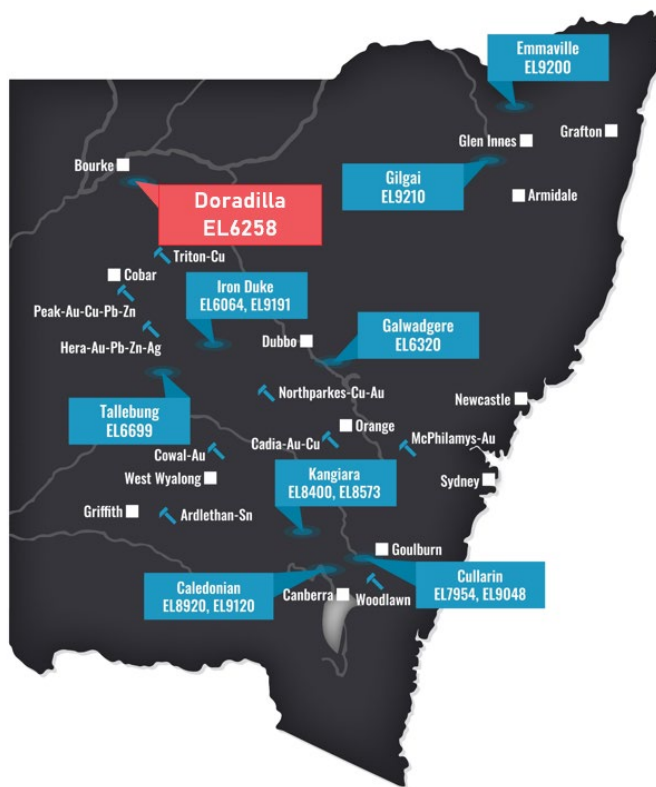 Emmaville
EL9200
Glen Innes
Grafton
Bourke
Gilgai
EL9210
Armidale
Doradilla
EL6258
Triton-Cu
Cobar
Iron Duke
EL6064, EL9191
Peak-Au-Cu-Pb-Zn
Hera-Au-Pb-Zn-Ag
Dubbo
Galwadgere
EL6320
Tallebung
EL6699
Northparkes-Cu-Au
Newcastle
Orange
Cadia-Au-Cu
McPhilamys-Au
Cowal-Au
West Wyalong
Kangiara
EL8400, EL8573
Sydney
Griffith
Ardlethan-Sn
Goulburn
Caledonian
EL8920, EL9120
Canberra
Woodlawn
Cullarin
EL7954, EL9048